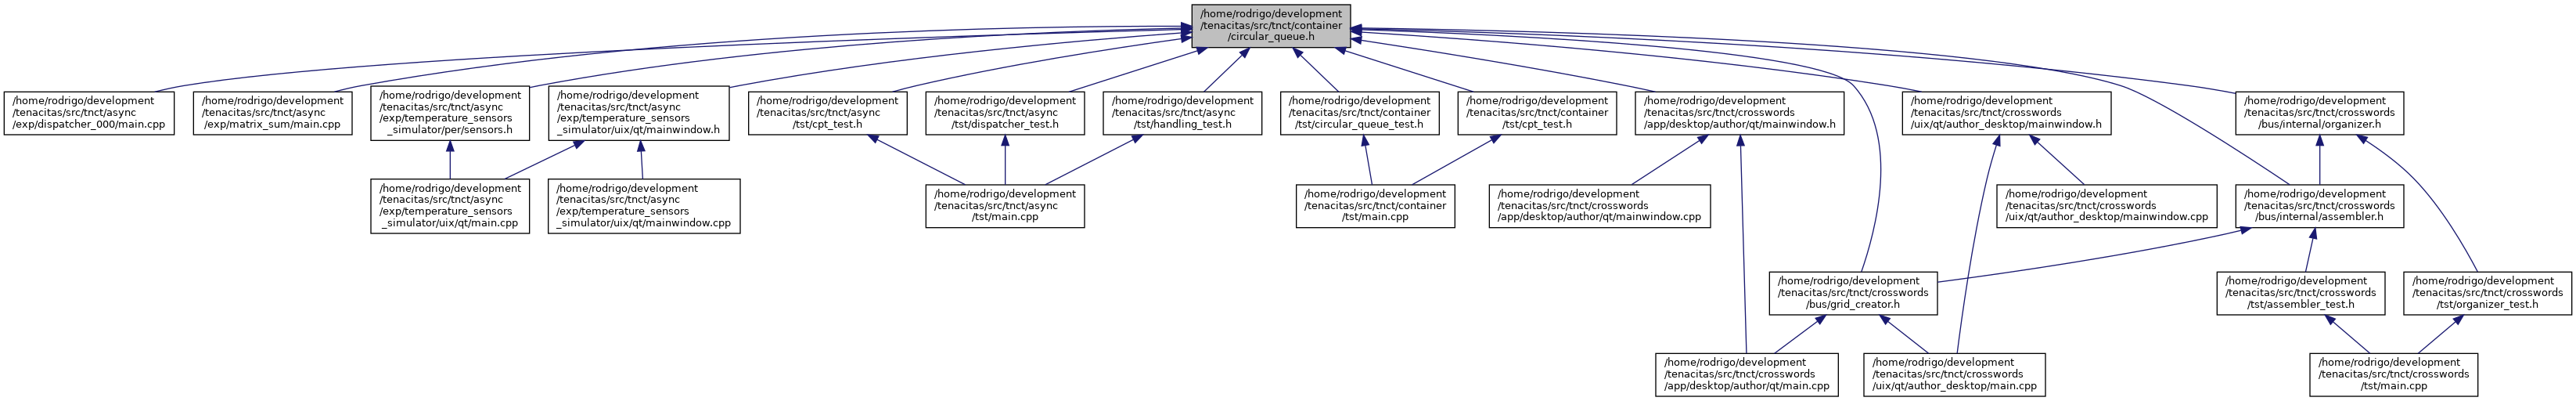 /home/rodrigo/development
/tenacitas/src/tnct/container
/circular_queue.h
/home/rodrigo/development
/tenacitas/src/tnct/async
/exp/dispatcher_000/main.cpp
/home/rodrigo/development
/tenacitas/src/tnct/async
/exp/matrix_sum/main.cpp
/home/rodrigo/development
/tenacitas/src/tnct/async
/exp/temperature_sensors
_simulator/per/sensors.h
/home/rodrigo/development
/tenacitas/src/tnct/async
/exp/temperature_sensors
_simulator/uix/qt/mainwindow.h
/home/rodrigo/development
/tenacitas/src/tnct/async
/tst/cpt_test.h
/home/rodrigo/development
/tenacitas/src/tnct/async
/tst/dispatcher_test.h
/home/rodrigo/development
/tenacitas/src/tnct/async
/tst/handling_test.h
/home/rodrigo/development
/tenacitas/src/tnct/container
/tst/circular_queue_test.h
/home/rodrigo/development
/tenacitas/src/tnct/container
/tst/cpt_test.h
/home/rodrigo/development
/tenacitas/src/tnct/crosswords
/app/desktop/author/qt/mainwindow.h
/home/rodrigo/development
/tenacitas/src/tnct/crosswords
/uix/qt/author_desktop/mainwindow.h
/home/rodrigo/development
/tenacitas/src/tnct/crosswords
/bus/internal/organizer.h
/home/rodrigo/development
/tenacitas/src/tnct/async
/exp/temperature_sensors
_simulator/uix/qt/main.cpp
/home/rodrigo/development
/tenacitas/src/tnct/async
/exp/temperature_sensors
_simulator/uix/qt/mainwindow.cpp
/home/rodrigo/development
/tenacitas/src/tnct/async
/tst/main.cpp
/home/rodrigo/development
/tenacitas/src/tnct/container
/tst/main.cpp
/home/rodrigo/development
/tenacitas/src/tnct/crosswords
/app/desktop/author/qt/mainwindow.cpp
/home/rodrigo/development
/tenacitas/src/tnct/crosswords
/uix/qt/author_desktop/mainwindow.cpp
/home/rodrigo/development
/tenacitas/src/tnct/crosswords
/bus/internal/assembler.h
/home/rodrigo/development
/tenacitas/src/tnct/crosswords
/bus/grid_creator.h
/home/rodrigo/development
/tenacitas/src/tnct/crosswords
/tst/assembler_test.h
/home/rodrigo/development
/tenacitas/src/tnct/crosswords
/tst/organizer_test.h
/home/rodrigo/development
/tenacitas/src/tnct/crosswords
/app/desktop/author/qt/main.cpp
/home/rodrigo/development
/tenacitas/src/tnct/crosswords
/uix/qt/author_desktop/main.cpp
/home/rodrigo/development
/tenacitas/src/tnct/crosswords
/tst/main.cpp